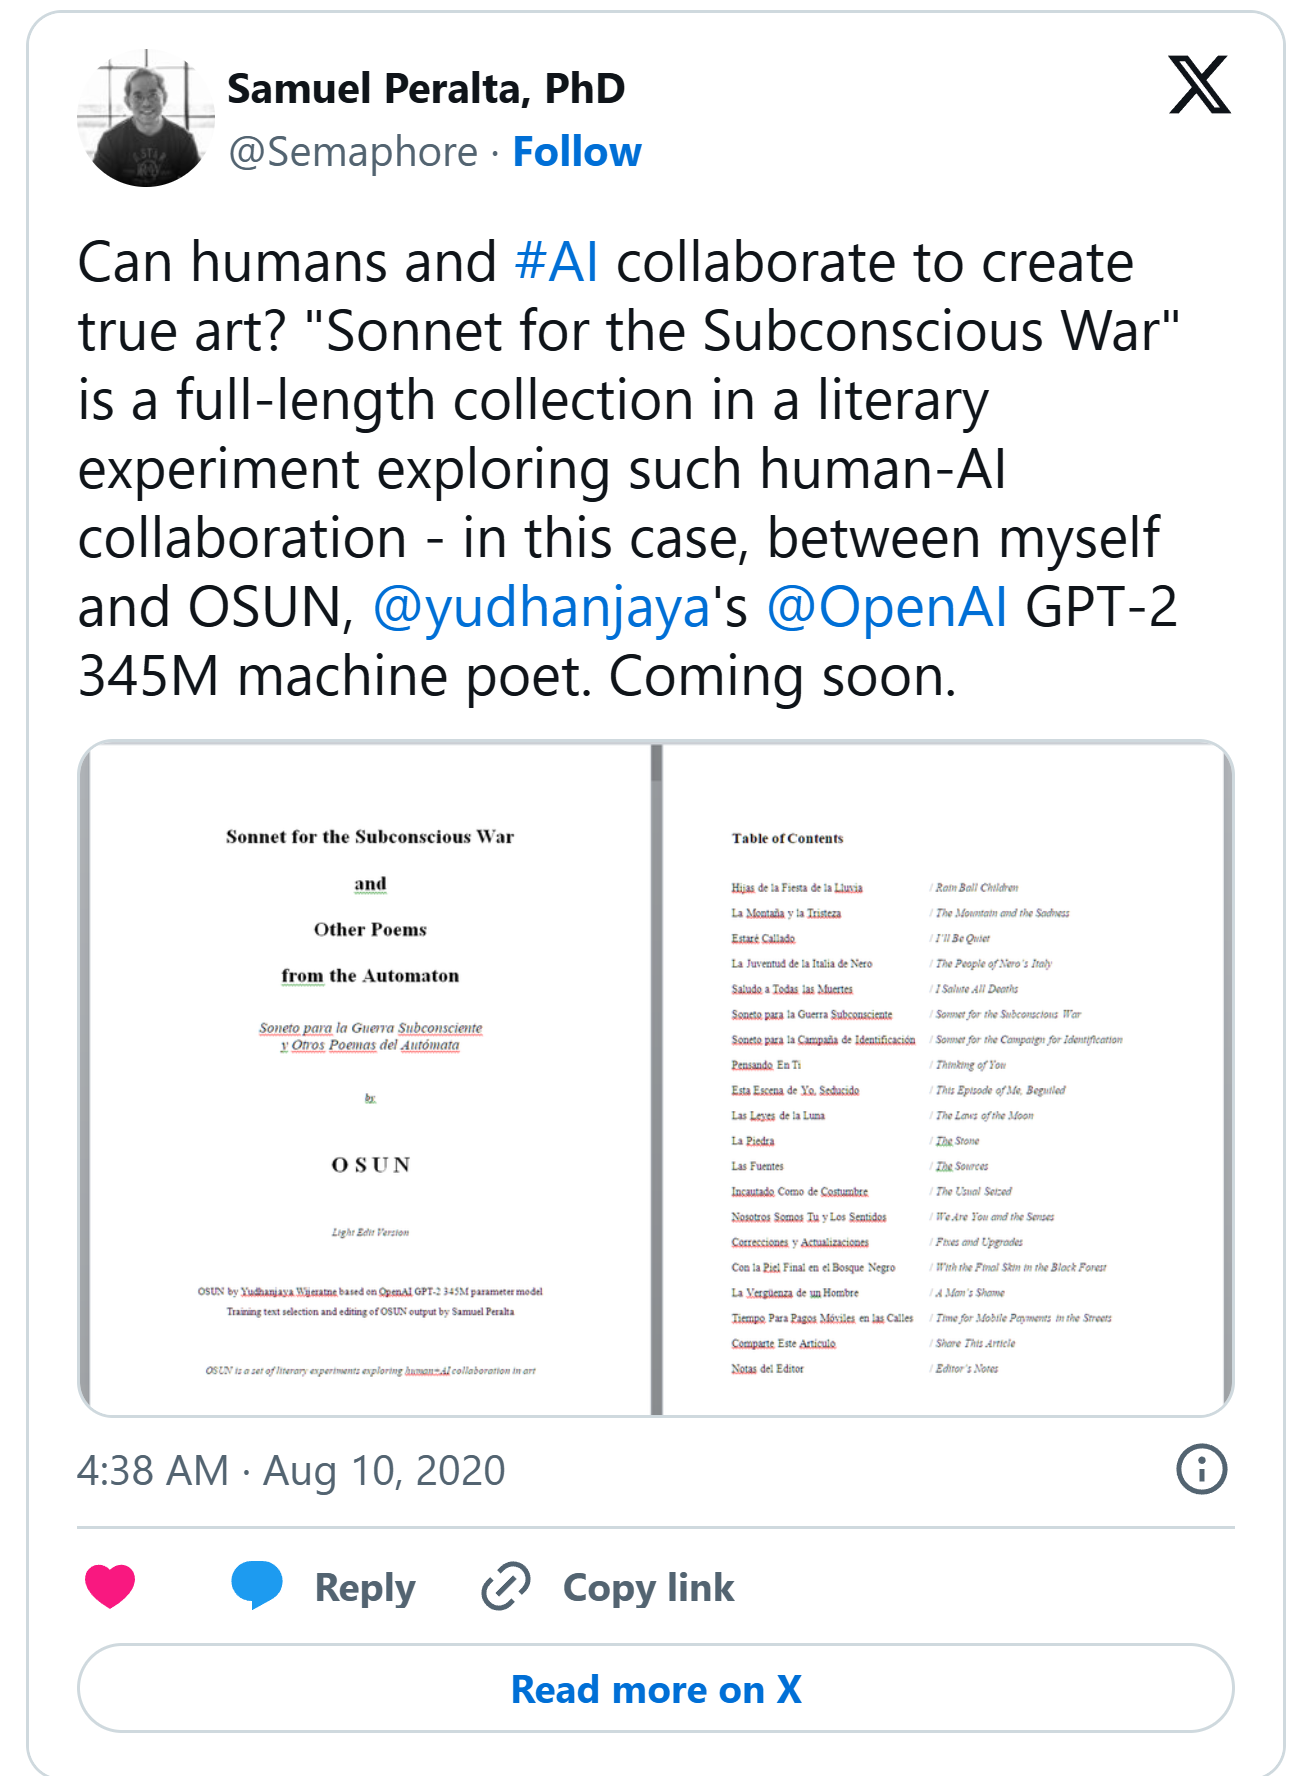 Samuel Peralta, PhD
@Semaphore · Follow
Can humans and #AI collaborate to create
true art? "Sonnet for the Subconscious War"
is a full-length collection in a literary
experiment exploring such human-AI
collaboration - in this case, between myself
and OSUN, @yudhanjaya's @OpenAI GPT-2
345M machine poet. Coming soon.
Sonnet for the Subconscious War
and
Other Poems
from the Automaton
Soneto para la Guerra Subconsciente
y Otros Poemas del Autómata
by
OSUN
Light Edit Version
OSUN by Yudhanjaya Wijeratne based on OpenAI GPT-2 345M parameter model
Training text selection and editing of OSUN output by Samuel Peralta
OSUN is a set of literary experiments exploring human-AI collaboration in art
Table of Contents
Hijas de la Fiesta de la Lluvia / Rain Ball Children
La Montaña y la Tristeza / The Mountain and the Sadness
Estaré Callado / I'll Be Quiet
La Juventud de la Italia de Nero / The People of Nero's Italy
Saludo a Todas las Muertes / I Salute All Deaths
Soneto para la Guerra Subconsciente / Sonnet for the Subconscious War
Soneto para la Campaña de Identificación / Sonnet for the Campaign for Identification
Pensando En Ti / Thinking of You
Esta Escena de Yo, Seducido / This Episode of Me, Beguiled
Las Leyes de la Luna / The Laws of the Moon
La Piedra / The Stone
Las Fuentes / The Sources
Incautado Como de Costumbre / The Usual Seized
Nosotros Somos Tu y Los Sentidos / We Are You and the Senses
Correcciones y Actualizaciones / Fixes and Upgrades
Con la Piel Final en el Bosque Negro / With the Final Skin in the Black Forest
La Vergüenza de un Hombre / A Man's Shame
Tiempo Para Pagos Móviles en las Calles / Time for Mobile Payments in the Streets
Comparte Este Artículo / Share This Article
Notas del Editor / Editor's Notes
4:38 AM · Aug 10, 2020
Reply
Copy link
Read more on X